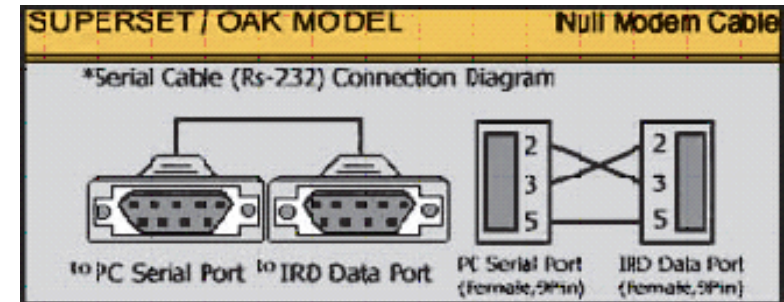 SUPERSET / OAK MODEL Null Modem Cable
*Serial Cable (Rs-232) Connection Diagram
2 2
3 3
5 5
to PC Serial Port to IRD Data Port
PC Serial Port IRD Data Port
(Female,9Pin) (Female,9Pin)